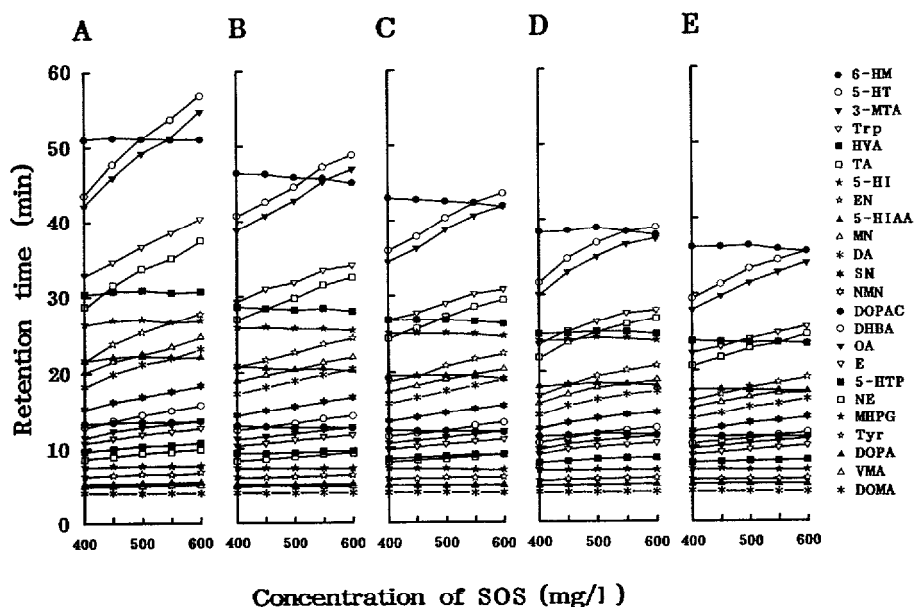 A B C D E
Retention time (min)
60
50
40
30
20
10
0
400 500 600 400 500 600 400 500 600 400 500 600 400 500 600
Concentration of SOS (mg/l)
6-HM
5-HT
3-MTA
Trp
HVA
TA
5-HI
EN
5-HIAA
MN
DA
SN
NMN
DOPAC
DHBA
OA
E
5-HTP
NE
MHPG
Tyr
DOPA
VMA
DOMA